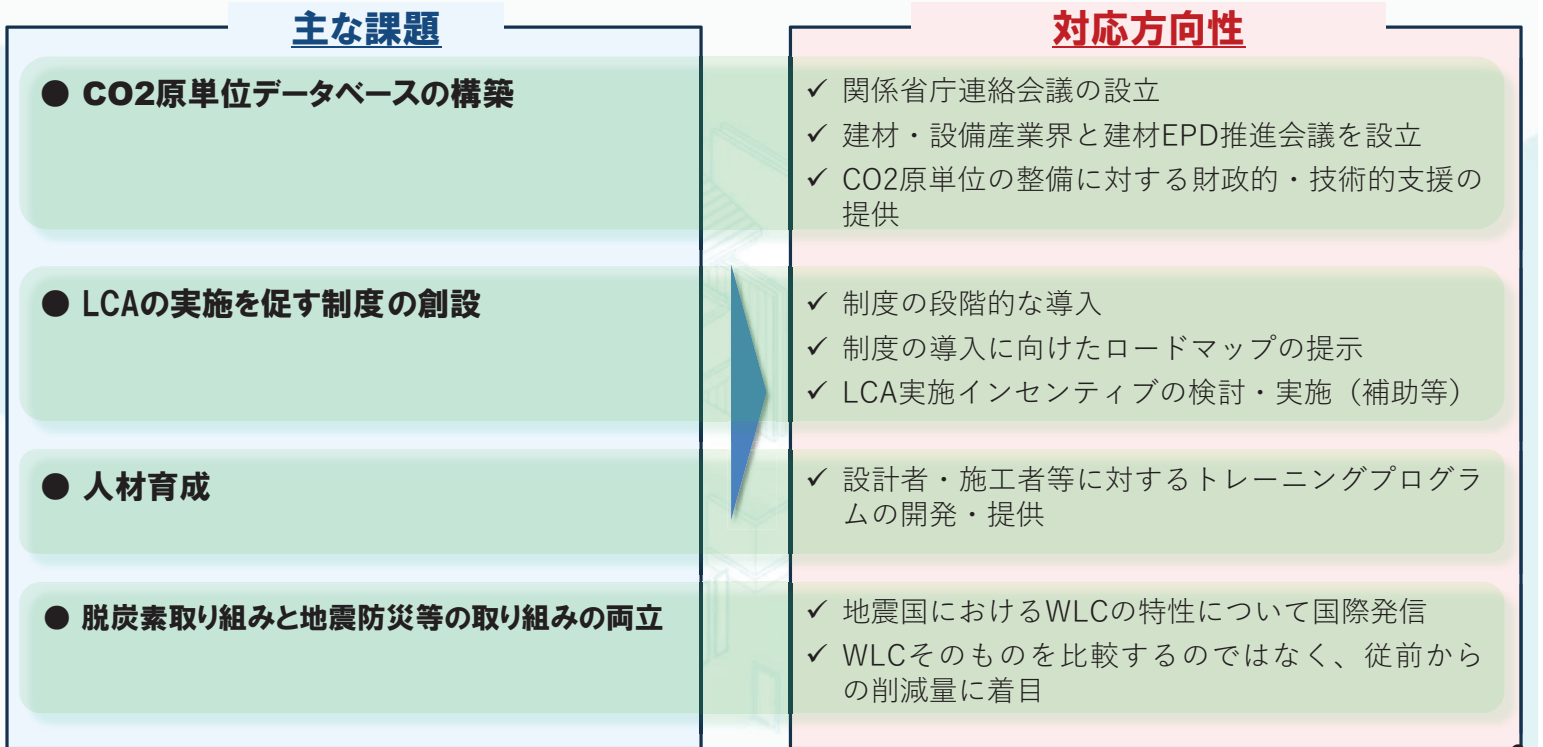 主な課題
対応方向性
● CO2原単位データベースの構築
✓ 関係省庁連絡会議の設立
✓ 建材・設備産業界と建材EPD推進会議を設立
✓ CO2原単位の整備に対する財政的・技術的支援の
提供
● LCAの実施を促す制度の創設
✓ 制度の段階的な導入
✓ 制度の導入に向けたロードマップの提示
✓ LCA実施インセンティブの検討・実施（補助等）
● 人材育成
✓ 設計者・施工者等に対するトレーニングプログラ
ムの開発・提供
● 脱炭素取り組みと地震防災等の取り組みの両立
✓ 地震国におけるWLCの特性について国際発信
✓ WLCそのものを比較するのではなく、従前から
の削減量に着目